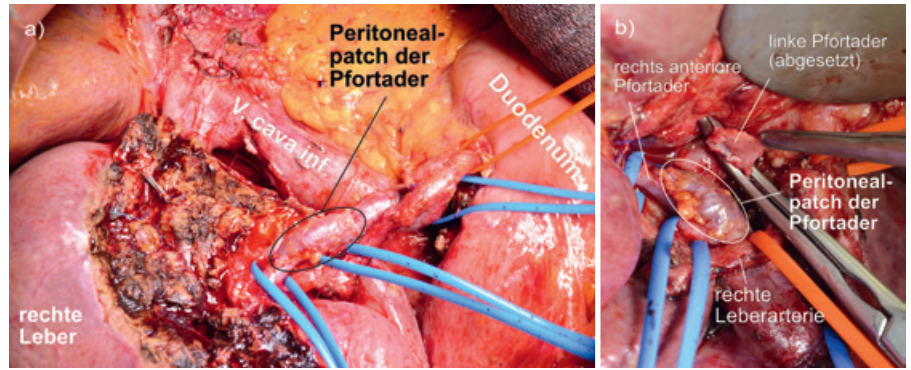 a)
Peritoneal-
patch der
Pfortader
V. cava inf.
Duodenum
rechte
Leber
b)
linke Pfortader
(abgesetzt)
rechts anteriore
Pfortader
Peritoneal-
patch der
Pfortader
rechte
Leberarterie